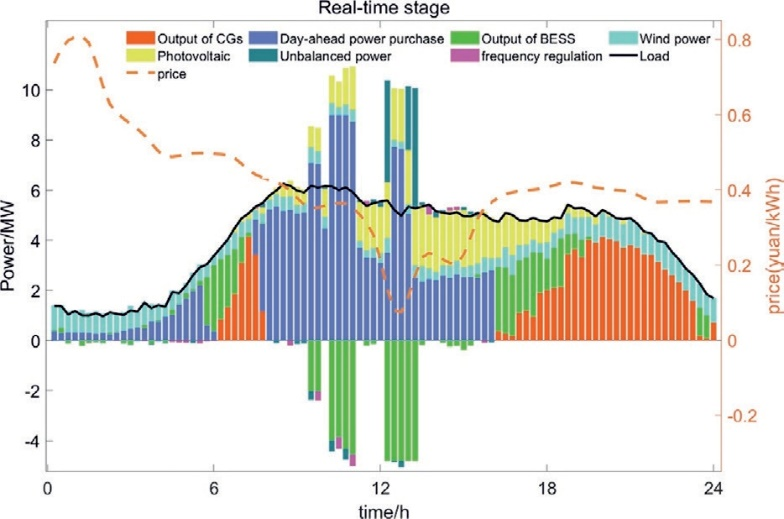 Real-time stage
Output of CGs Day-ahead power purchase Output of BESS Wind power
Photovoltaic Unbalanced power frequency regulation Load
price
Power/MW
10
8
6
4
2
0
-2
-4
0 6 12 18 24
time/h
0.8
0.6
0.4
0.2
0
-0.2
price(yuan/kWh)